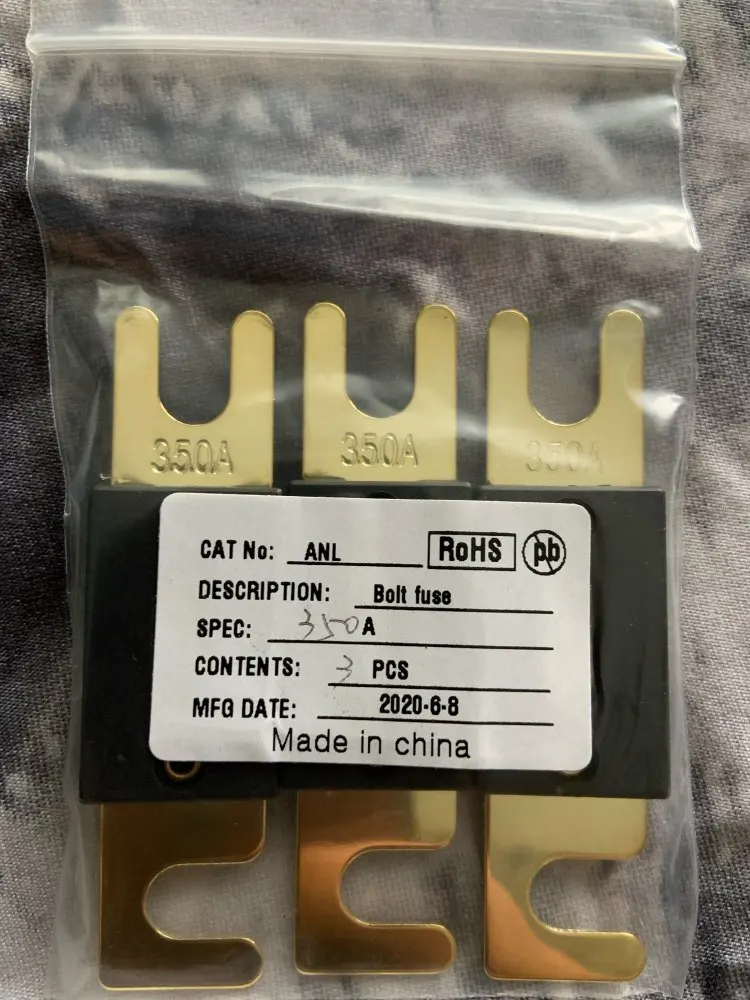 350A 350A 350A
CAT No: ANL RoHS pb
DESCRIPTION: Bolt fuse
SPEC: 350 A
CONTENTS: 3 PCS
MFG DATE: 2020-6-8
Made in china